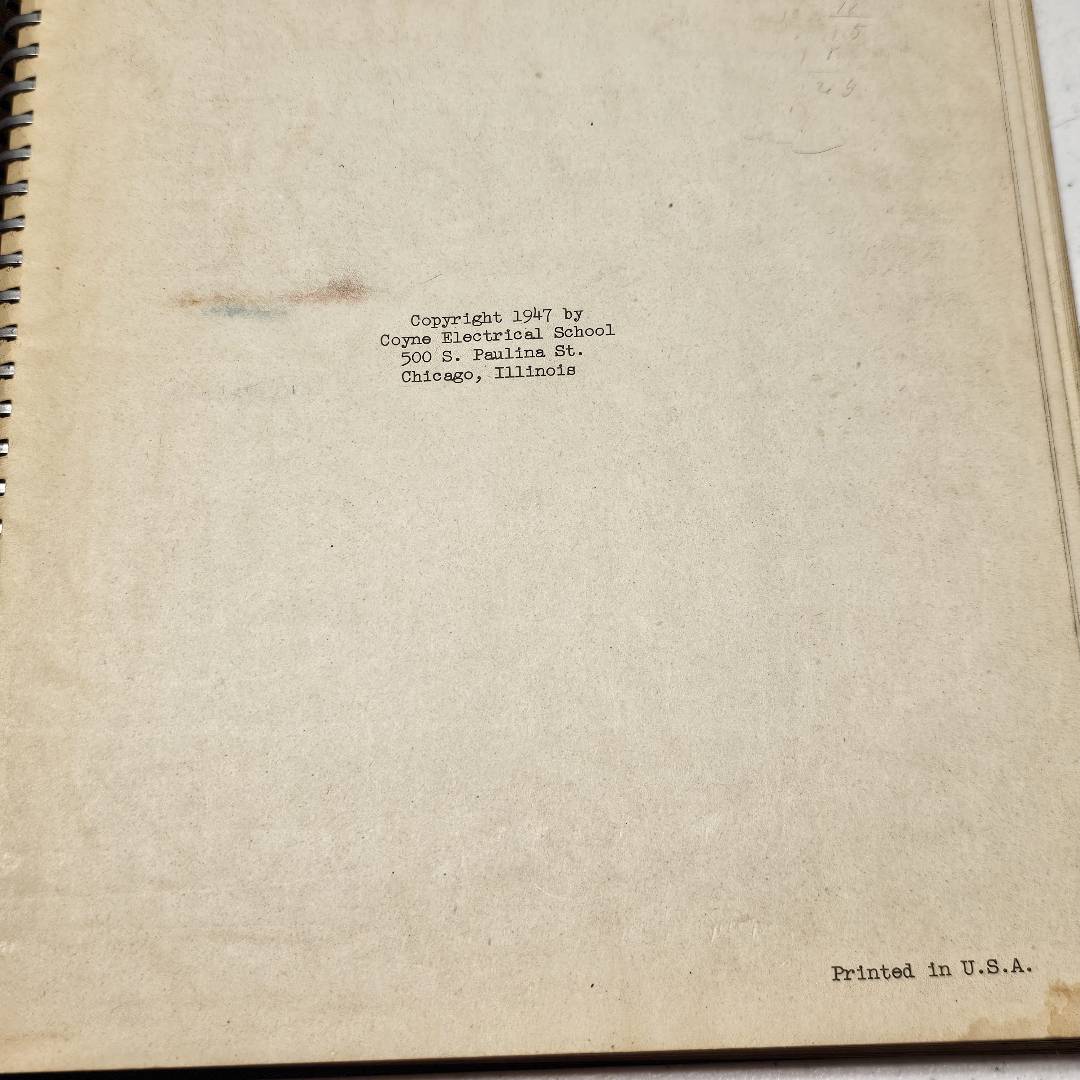 Copyright 1947 by
Coyne Electrical School
500 S. Paulina St.
Chicago, Illinois
Printed in U.S.A.